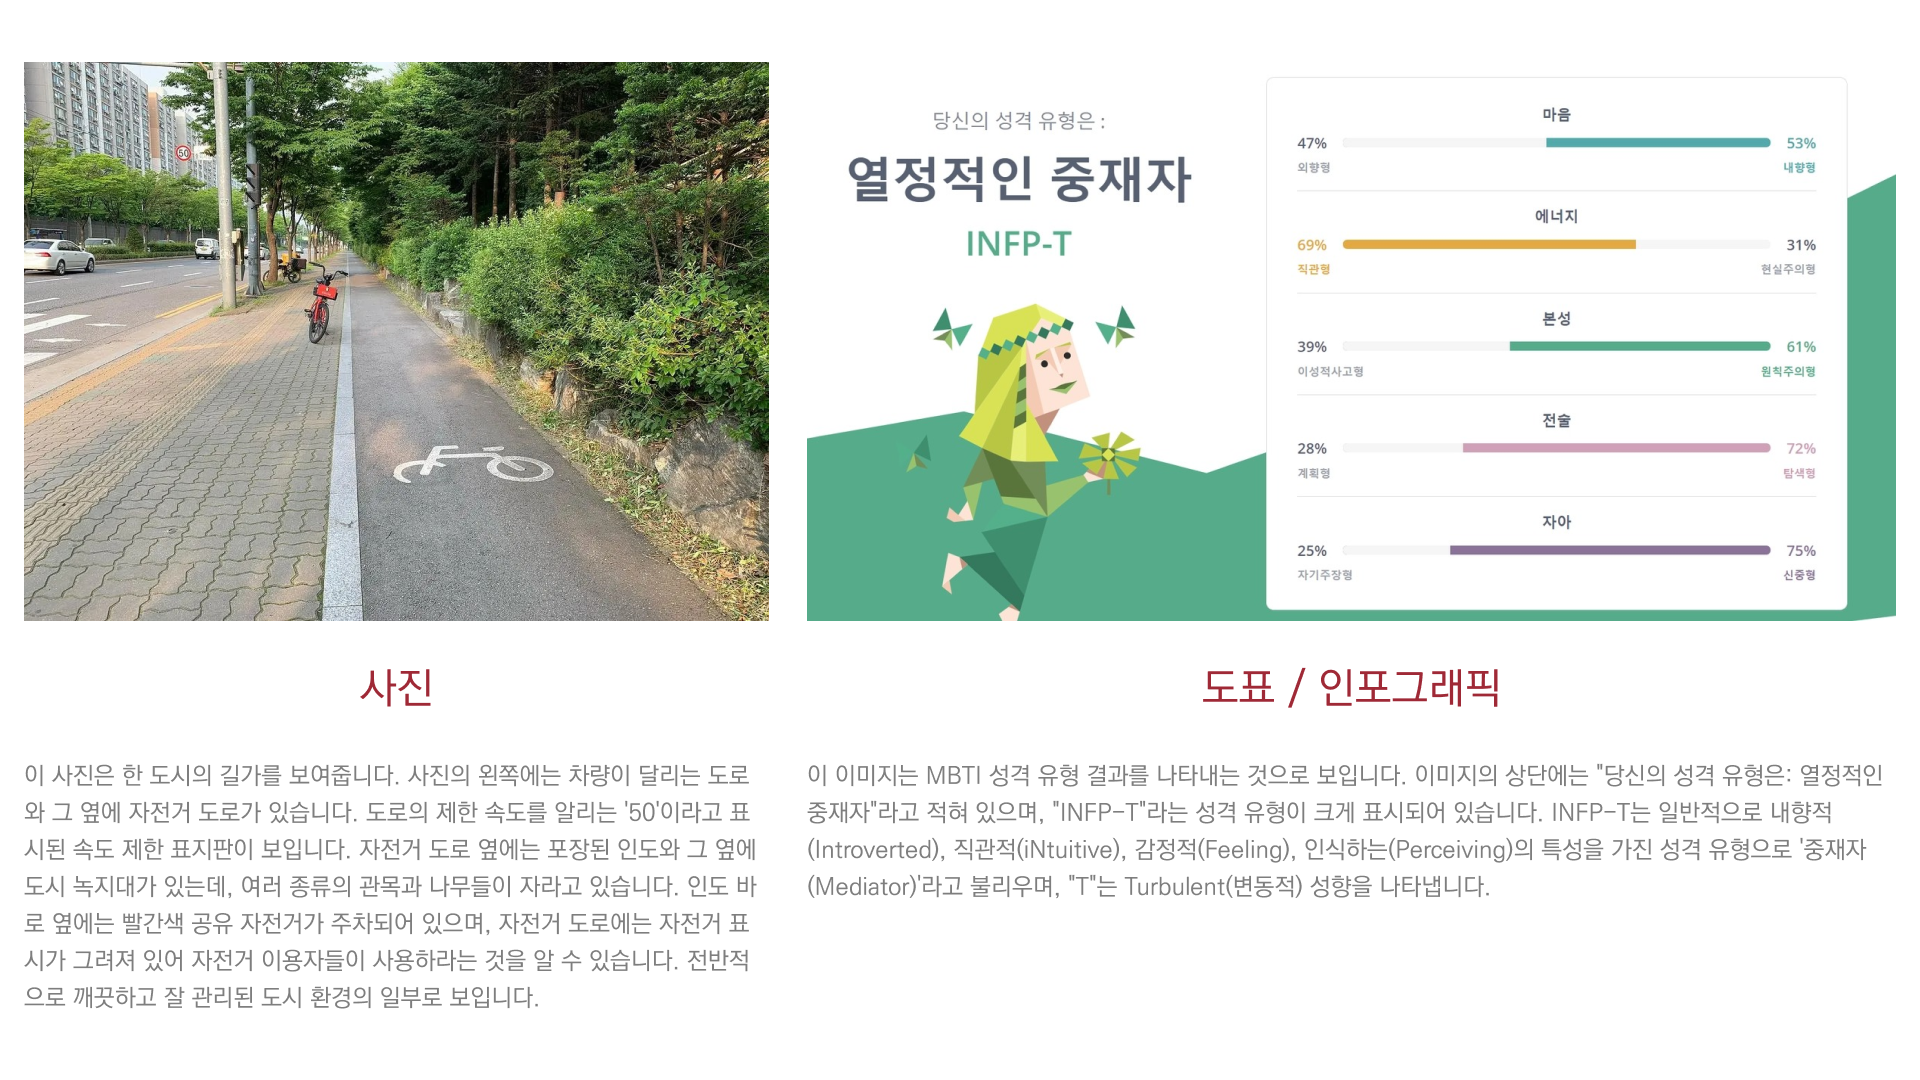 50
당신의 성격 유형은 :
열정적인 중재자
INFP-T
마음
47% 53%
외향형 내향형
에너지
69% 31%
직관형 현실주의형
본성
39% 61%
이성적사고형 원칙주의형
전술
28% 72%
계획형 탐색형
자아
25% 75%
자기주장형 신중형
사진
이 사진은 한 도시의 길가를 보여줍니다. 사진의 왼쪽에는 차량이 달리는 도로
와 그 옆에 자전거 도로가 있습니다. 도로의 제한 속도를 알리는 '50'이라고 표
시된 속도 제한 표지판이 보입니다. 자전거 도로 옆에는 포장된 인도와 그 옆에
도시 녹지대가 있는데, 여러 종류의 관목과 나무들이 자라고 있습니다. 인도 바
로 옆에는 빨간색 공유 자전거가 주차되어 있으며, 자전거 도로에는 자전거 표
시가 그려져 있어 자전거 이용자들이 사용하라는 것을 알 수 있습니다. 전반적
으로 깨끗하고 잘 관리된 도시 환경의 일부로 보입니다.
도표 / 인포그래픽
이 이미지는 MBTI 성격 유형 결과를 나타내는 것으로 보입니다. 이미지의 상단에는 "당신의 성격 유형은: 열정적인
중재자"라고 적혀 있으며, "INFP-T"라는 성격 유형이 크게 표시되어 있습니다. INFP-T는 일반적으로 내향적
(Introverted), 직관적(iNtuitive), 감정적(Feeling), 인식하는(Perceiving)의 특성을 가진 성격 유형으로 '중재자
(Mediator)'라고 불리우며, "T"는 Turbulent(변동적) 성향을 나타냅니다.